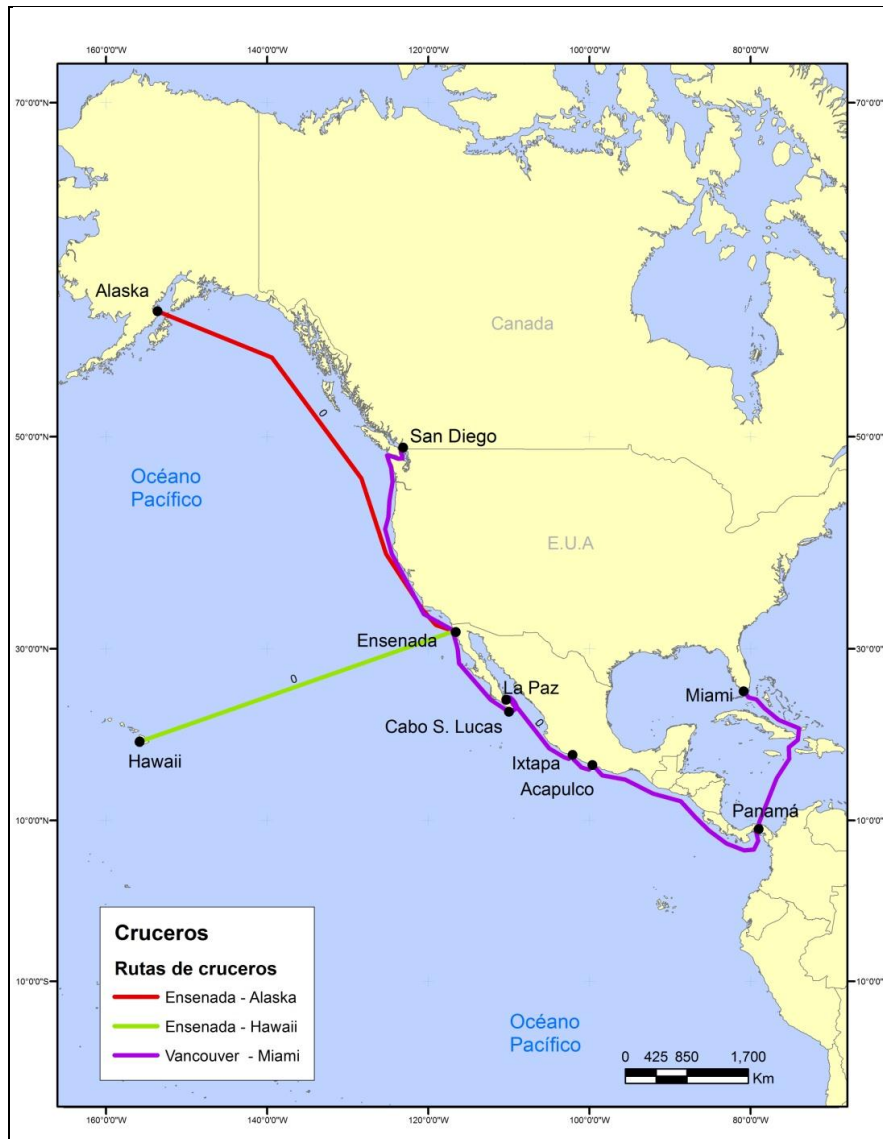 160°0'0"W 140°0'0"W 120°0'0"W 100°0'0"W 80°0'0"W
70°0'0"N 70°0'0"N
Alaska
Canada
0
50°0'0"N San Diego 50°0'0"N
Océano
Pacífico
E.U.A
Ensenada
30°0'0"N 30°0'0"N
0
La Paz
Miami
Cabo S. Lucas
0
Hawaii
Ixtapa
Acapulco
Panamá
10°0'0"N 10°0'0"N
Cruceros
Rutas de cruceros
Ensenada - Alaska
Ensenada - Hawaii
Vancouver - Miami
10°0'0"S 10°0'0"S
Océano
Pacífico
0 425 850 1,700
Km
160°0'0"W 140°0'0"W 120°0'0"W 100°0'0"W 80°0'0"W